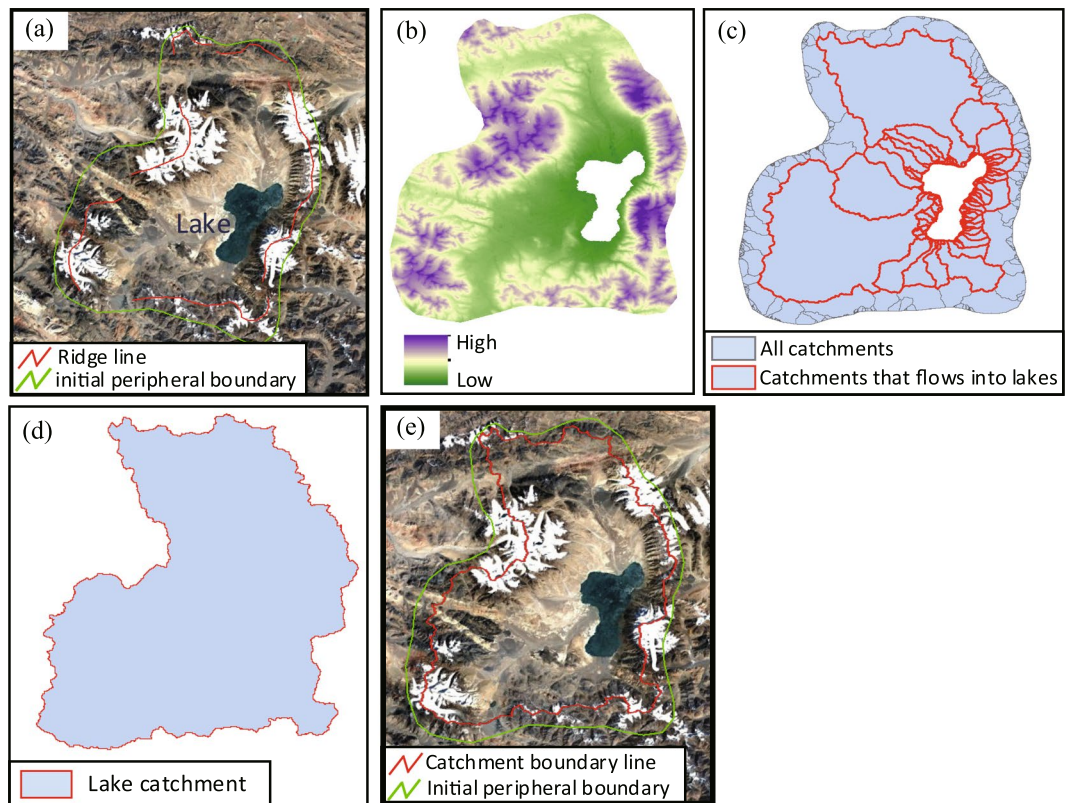 (a)
Lake
Ridge line
initial peripheral boundary
(b)
High
Low
(c)
All catchments
Catchments that flows into lakes
(d)
Lake catchment
(e)
Catchment boundary line
Initial peripheral boundary